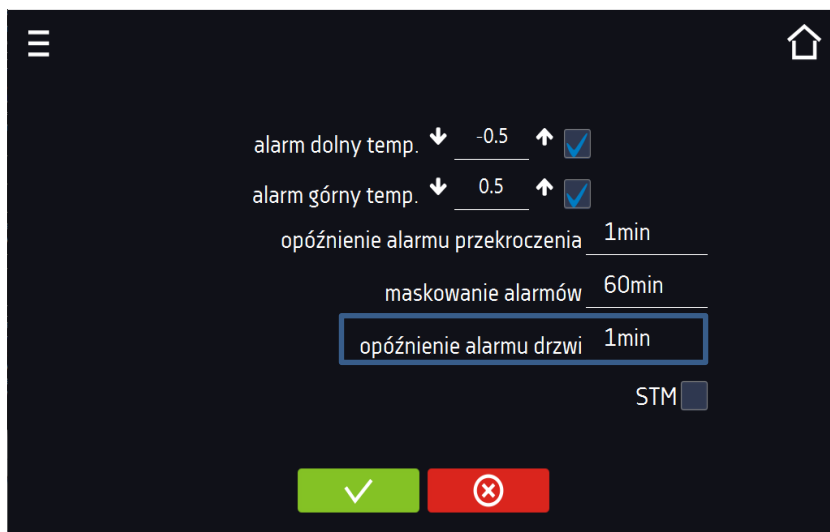 alarm dolny temp. -0.5
alarm górny temp. 0.5
opóźnienie alarmu przekroczenia 1min
maskowanie alarmów 60min
opóźnienie alarmu drzwi 1min
STM